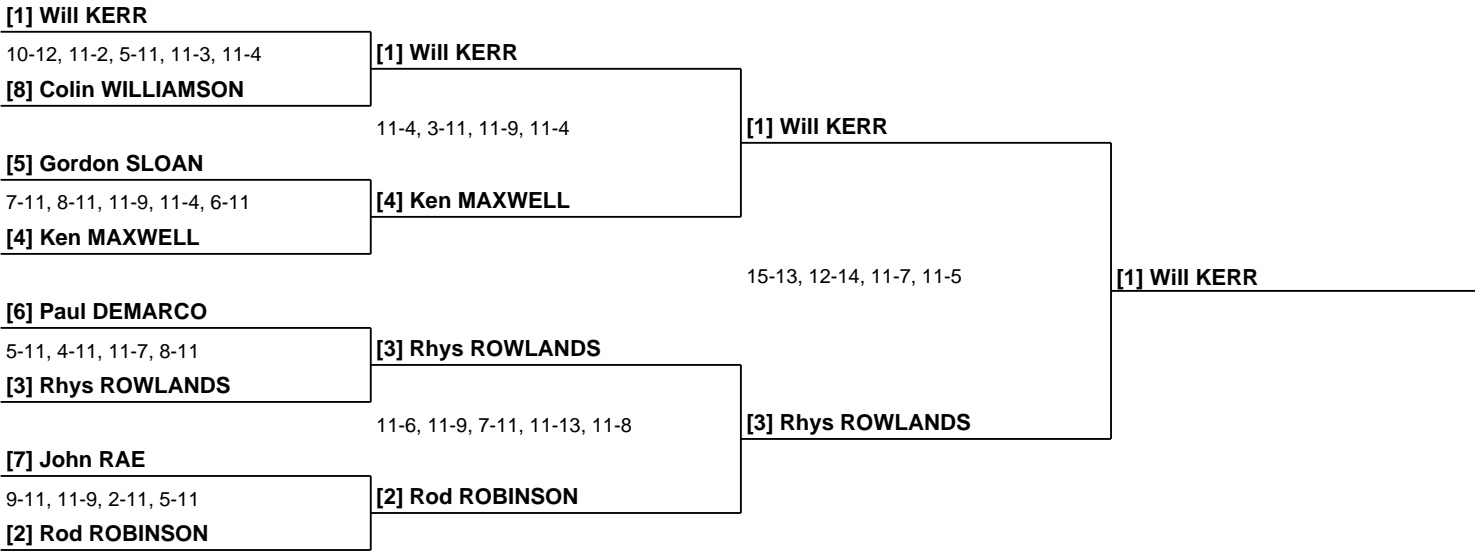 [1] Will KERR
10-12, 11-2, 5-11, 11-3, 11-4
[1] Will KERR
[8] Colin WILLIAMSON
11-4, 3-11, 11-9, 11-4
[1] Will KERR
[5] Gordon SLOAN
7-11, 8-11, 11-9, 11-4, 6-11
[4] Ken MAXWELL
[4] Ken MAXWELL
15-13, 12-14, 11-7, 11-5
[1] Will KERR
[6] Paul DEMARCO
5-11, 4-11, 11-7, 8-11
[3] Rhys ROWLANDS
[3] Rhys ROWLANDS
11-6, 11-9, 7-11, 11-13, 11-8
[3] Rhys ROWLANDS
[7] John RAE
9-11, 11-9, 2-11, 5-11
[2] Rod ROBINSON
[2] Rod ROBINSON